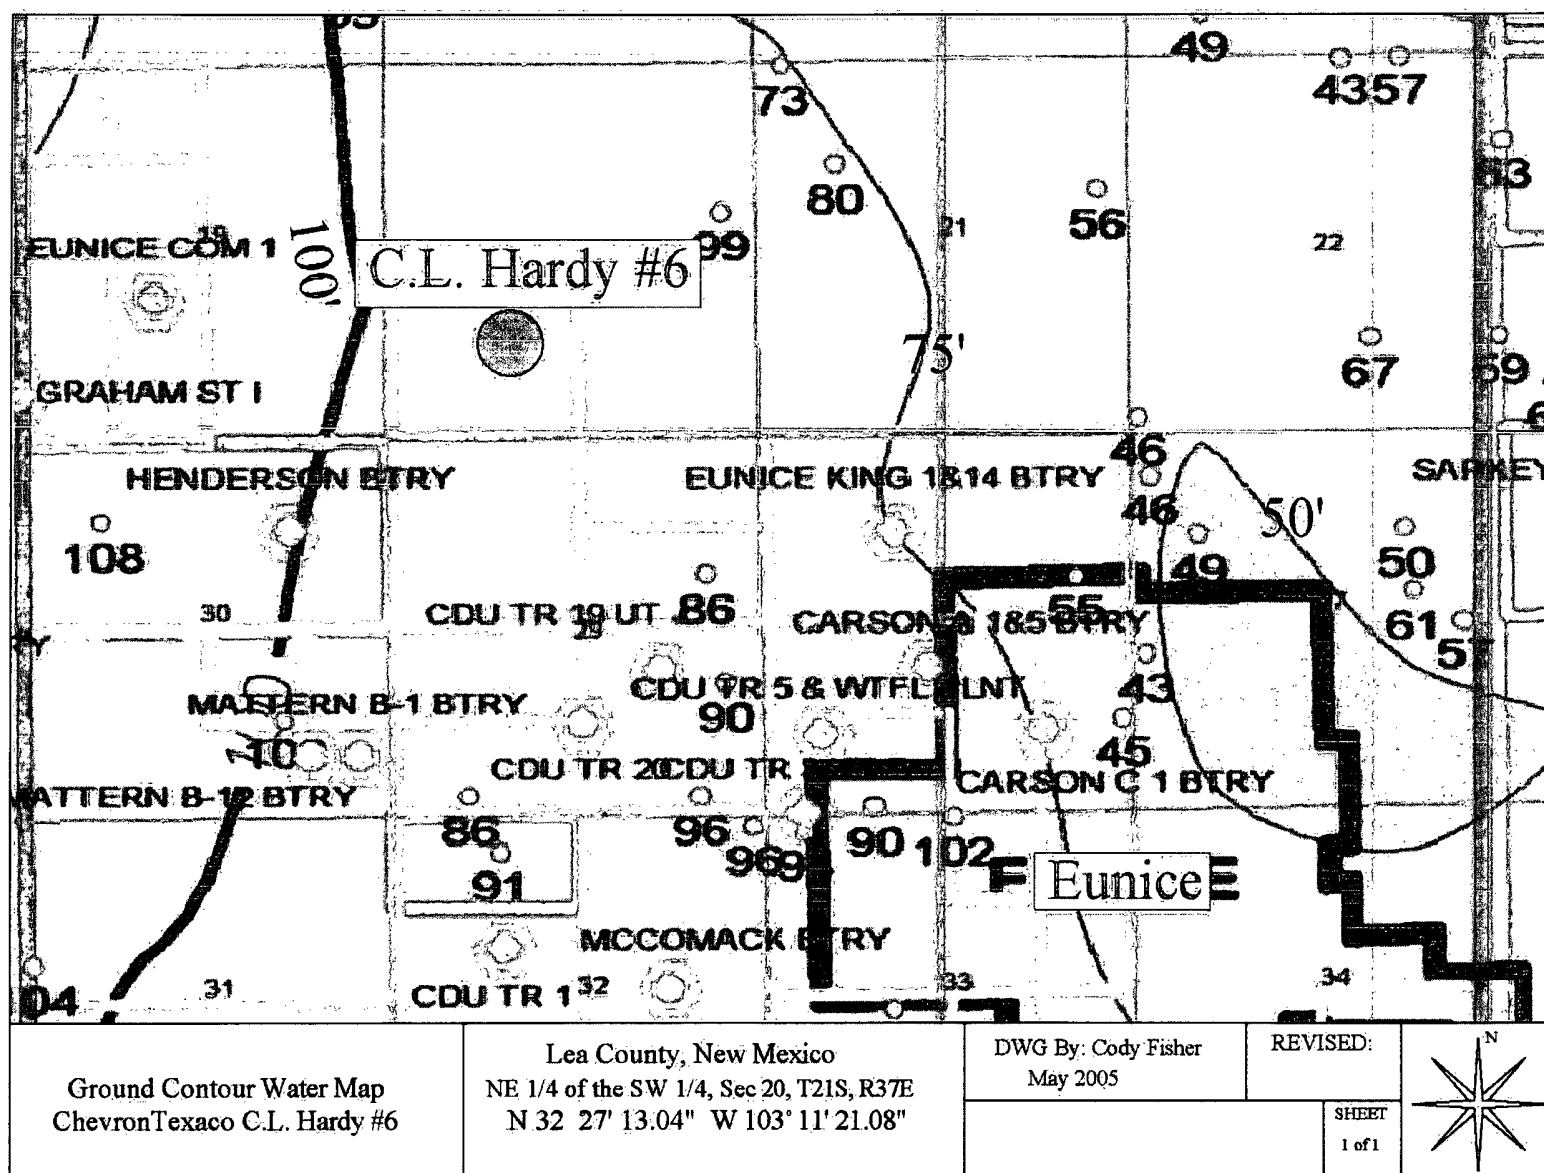 49
73
43 57
80
56
53
99
21
22
EUNICE COM 1
100'
C.L. Hardy #6
75'
67
59
GRAHAM ST I
46
HENDERSON BTRY
EUNICE KING 1&14 BTRY
46
50'
108
49
50
30
CDU TR 19 UT
86
55
61
CARSON A 1&5 BTRY
29
CDU TR 5 & WTFL PLNT
43
MATTERN B-1 BTRY
90
45
CDU TR 20 CDU TR
CARSON C 1 BTRY
MATTERN B-12 BTRY
86
96
96
90
102
91
Eunice
MCCOMACK BTRY
31
CDU TR 1
32
33
34
Ground Contour Water Map
ChevronTexaco C.L. Hardy #6
Lea County, New Mexico
NE 1/4 of the SW 1/4, Sec 20, T21S, R37E
N 32 27' 13.04" W 103° 11' 21.08"
DWG By: Cody Fisher
May 2005
REVISED:
SHEET
1 of 1
N